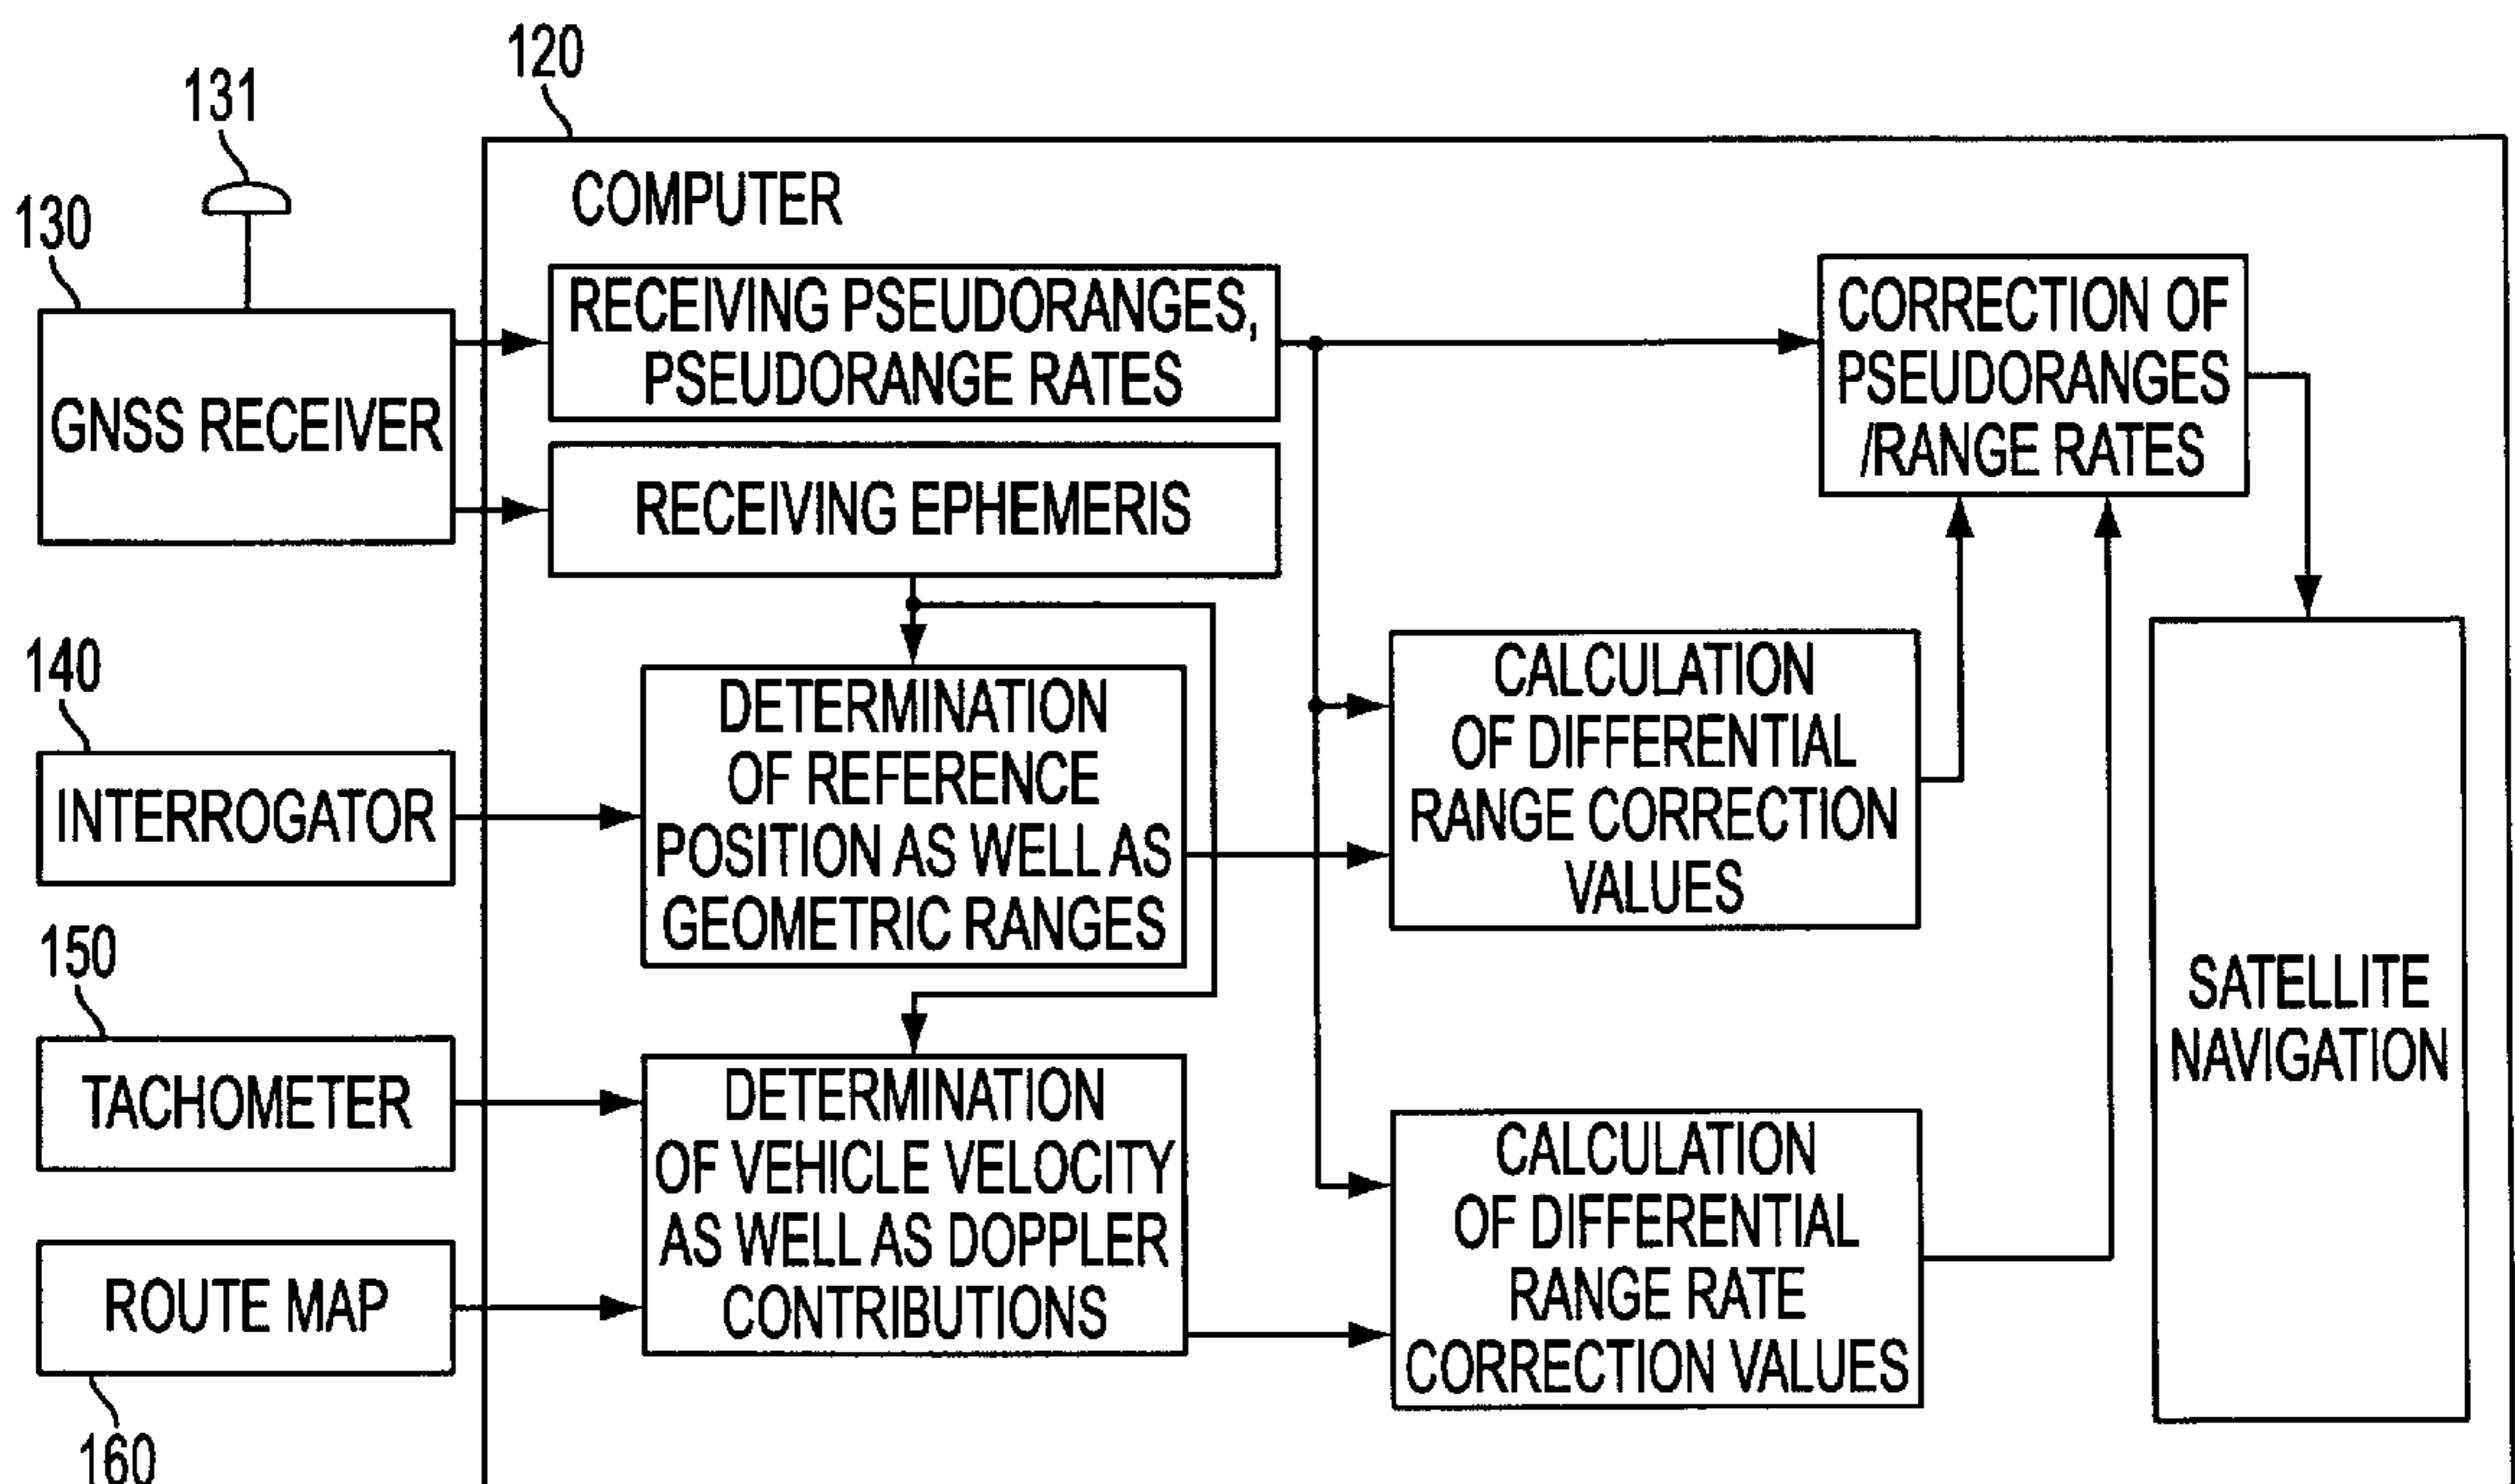 120
131
130
COMPUTER
RECEIVING PSEUDORANGES,
PSEUDORANGE RATES
CORRECTION OF
PSEUDORANGES
/RANGE RATES
GNSS RECEIVER
RECEIVING EPHEMERIS
140
INTERROGATOR
DETERMINATION
OF REFERENCE
POSITION AS WELL AS
GEOMETRIC RANGES
CALCULATION
OF DIFFERENTIAL
RANGE CORRECTION
VALUES
150
TACHOMETER
DETERMINATION
OF VEHICLE VELOCITY
AS WELL AS DOPPLER
CONTRIBUTIONS
SATELLITE
NAVIGATION
ROUTE MAP
160
CALCULATION
OF DIFFERENTIAL
RANGE RATE
CORRECTION VALUES